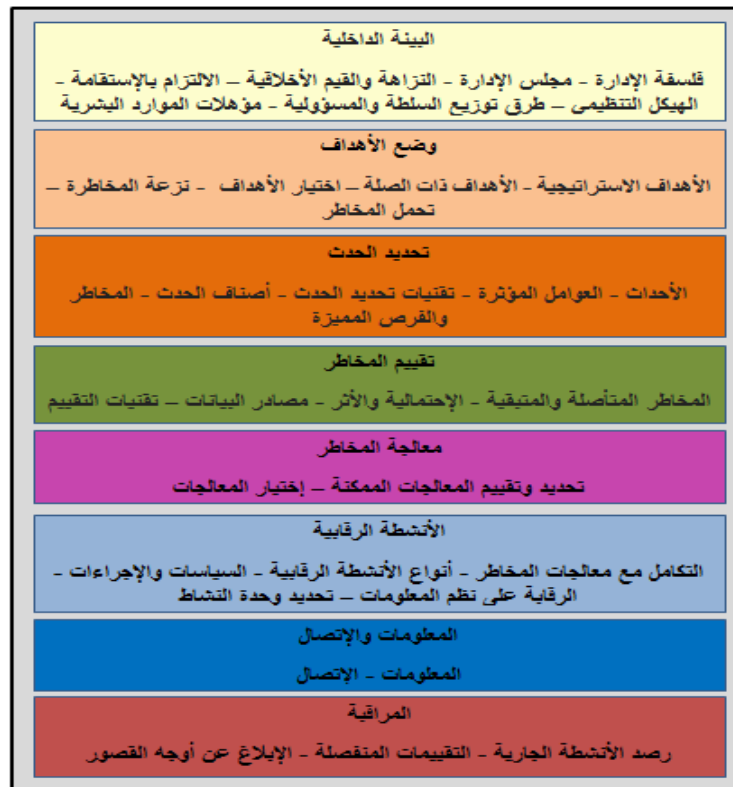 البيئة الداخلية
فلسفة الإدارة - مجلس الإدارة - النزاهة والقيم الأخلاقية – الالتزام بالإستقامة -
الهيكل التنظيمي – طرق توزيع السلطة والمسؤولية - مؤهلات الموارد البشرية
وضع الأهداف
الأهداف الاستراتيجية - الأهداف ذات الصلة – اختيار الأهداف - نزعة المخاطرة –
تحمل المخاطر
تحديد الحدث
الأحداث - العوامل المؤثرة - تقنيات تحديد الحدث - أصناف الحدث - المخاطر
والفرص المميزة
تقييم المخاطر
المخاطر المتأصلة والمتبقية - الإحتمالية والأثر - مصادر البيانات – تقنيات التقييم
معالجة المخاطر
تحديد وتقييم المعالجات الممكنة – إختيار المعالجات
الأنشطة الرقابية
التكامل مع معالجات المخاطر - أنواع الأنشطة الرقابية - السياسات والإجراءات -
الرقابة على نظم المعلومات – تحديد وحدة النشاط
المعلومات والإتصال
المعلومات - الإتصال
المراقبة
رصد الأنشطة الجارية - التقييمات المنفصلة - الإبلاغ عن أوجه القصور